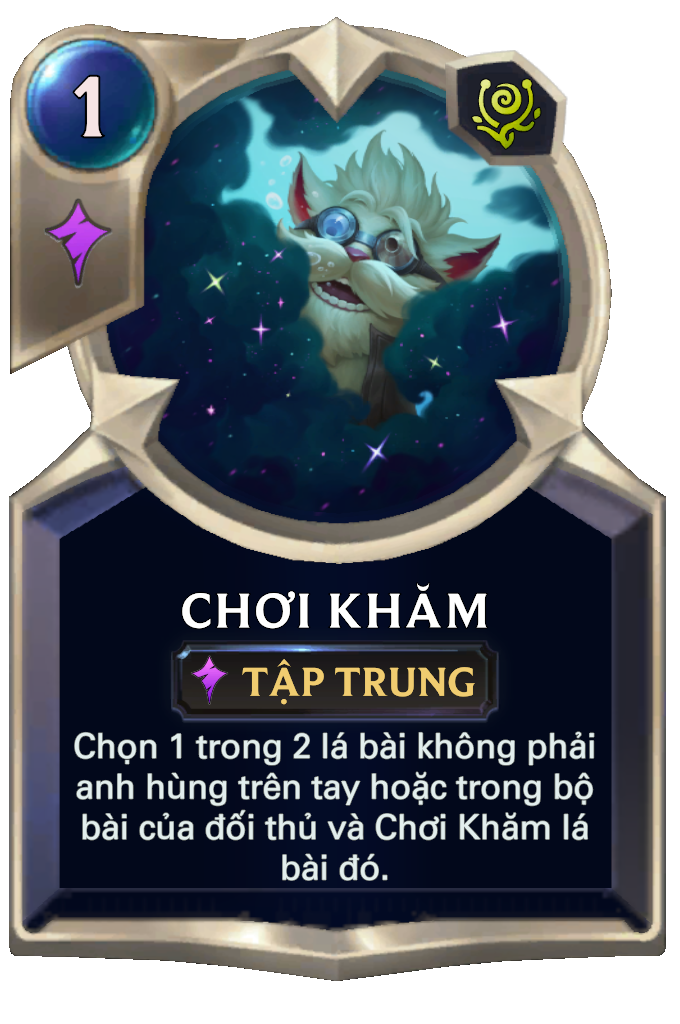 1
CHƠI KHĂM
TẬP TRUNG
Chọn 1 trong 2 lá bài không phải
anh hùng trên tay hoặc trong bộ
bài của đối thủ và Chơi Khăm lá
bài đó.